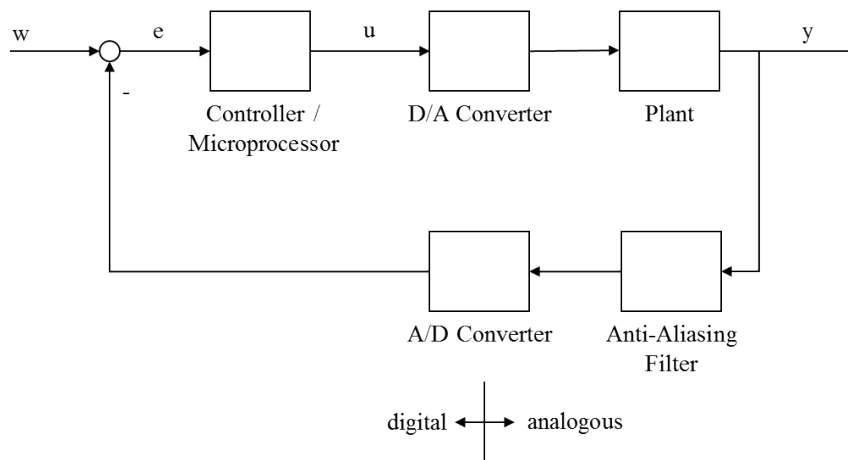 w
e
u
y
-
Controller /
Microprocessor
D/A Converter
Plant
A/D Converter
Anti-Aliasing
Filter
digital
analogous